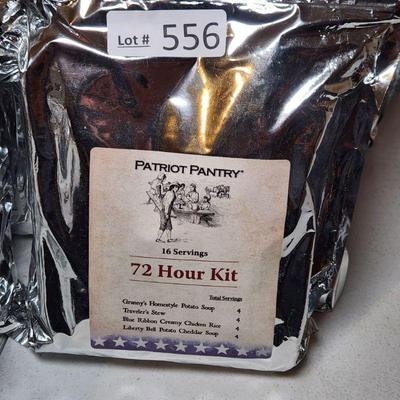 Lot # 556
PATRIOT PANTRY®
16 Servings
72 Hour Kit
Total Servings
Granny's Homestyle Potato Soup 4
Traveler's Stew 4
Blue Ribbon Creamy Chicken Rice 4
Liberty Bell Potato Cheddar Soup 4